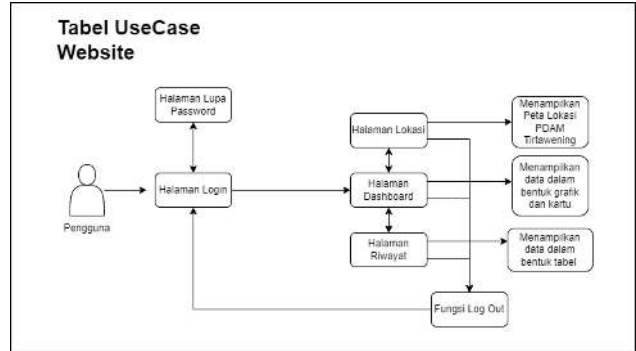 Tabel UseCase
Website
Halaman Lupa
Password
Halaman Lokasi
Menampilkan
Peta Lokasi
PDAM
Tirtawening
Pengguna
Halaman Login
Halaman
Dashboard
Menampilkan
data dalam
bentuk grafik
dan kartu
Halaman
Riwayat
Menampilkan
data dalam
bentuk tabel
Fungsi Log Out